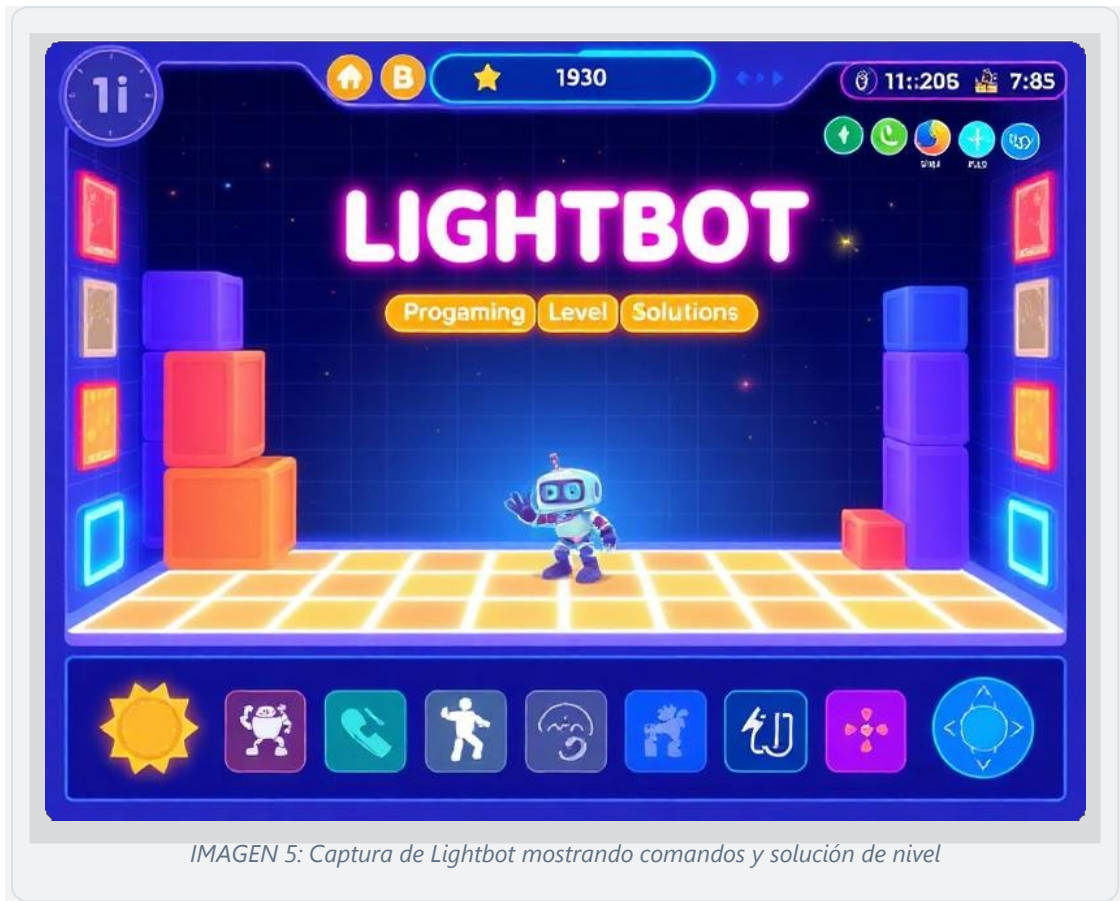 1i
B
1930
11::206
7:85
LIGHTBOT
Progaming Level Solutions
IMAGEN 5: Captura de Lightbot mostrando comandos y solución de nivel